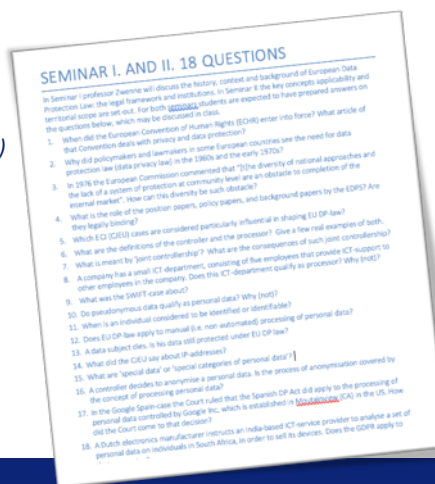 SEMINAR I. AND II. 18 QUESTIONS
In Seminar I professor Zwenne will discuss the history, context and background of European Data
Protection Law: the legal framework and institutions. In Seminar II the key concepts applicability and
territorial scope are set-out. For both seminars students are expected to have prepared answers on
the questions below, which may be discussed in class.
1. When did the European Convention of Human Rights (ECHR) enter into force? What article of
that Convention deals with privacy and data protection?
2. Why did policymakers and lawmakers in some European countries see the need for data
protection law (data privacy law) in the 1960s and the early 1970s?
3. In 1976 the European Commission commented that "[t]he diversity of national approaches and
the lack of a system of protection at community level are an obstacle to completion of the
internal market". How can this diversity be such obstacle?
4. What is the role of the position papers, policy papers, and background papers by the EDPS? Are
they legally binding?
5. Which ECJ (CJEU) cases are considered particularly influential in shaping EU DP-law?
6. What are the definitions of the controller and the processor? Give a few real examples of both.
7. What is meant by 'joint controllership'? What are the consequences of such joint controllership?
8. A company has a small ICT-department, consisting of five employees that provide ICT-support to
other employees in the company. Does this ICT-department qualify as processor? Why (not)?
9. What was the SWIFT-case about?
10. Do pseudonymous data qualify as personal data? Why (not)?
11. When is an individual considered to be identified or identifiable?
12. Does EU DP-law apply to manual (i.e. non-automated) processing of personal data?
13. A data subject dies. Is his data still protected under EU DP law?
14. What did the CJEU say about IP-addresses?
15. What are 'special data' or 'special categories of personal data'?
16. A controller decides to anonymise a personal data. Is the process of anonymisation covered by
the concept of processing personal data?
17. In the Google Spain-case the Court ruled that the Spanish DP Act did apply to the processing of
personal data controlled by Google Inc, which is established in (CA) in the US. How
did the Court come to that decision?
18. A Dutch electronics manufacturer instructs an India-based ICT-service provider to analyse a set of
personal data on individuals in South Africa, in order to sell its devices. Does the GDPR apply to